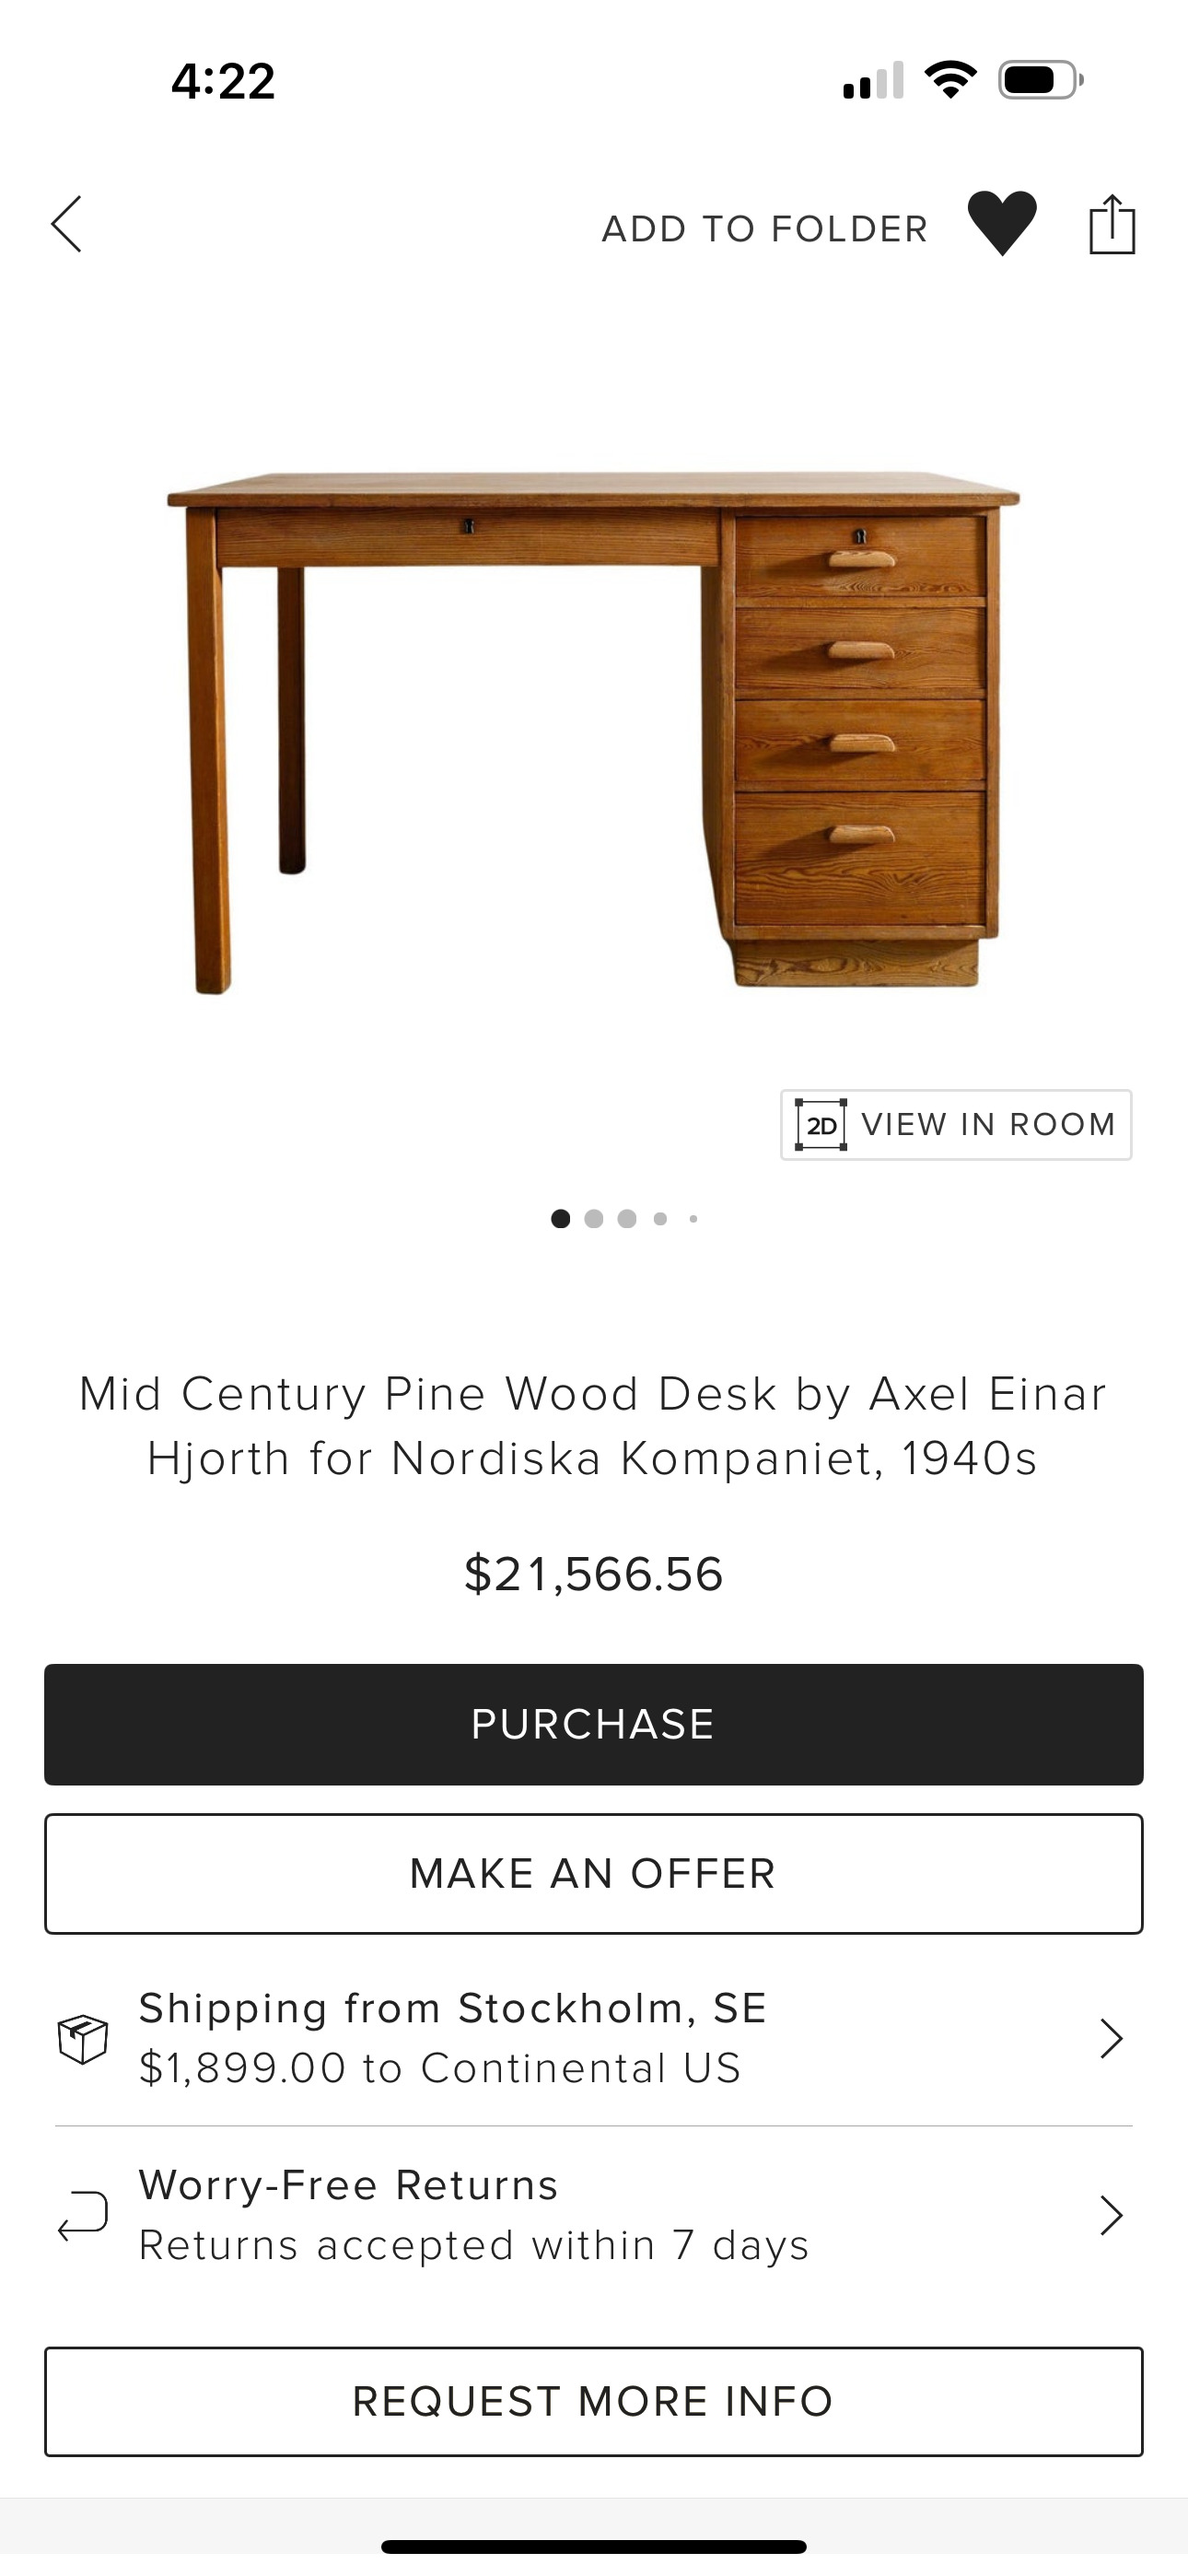 4:22
ADD TO FOLDER
2D VIEW IN ROOM
Mid Century Pine Wood Desk by Axel Einar
Hjorth for Nordiska Kompaniet, 1940s
$21,566.56
PURCHASE
MAKE AN OFFER
Shipping from Stockholm, SE
$1,899.00 to Continental US
Worry-Free Returns
Returns accepted within 7 days
REQUEST MORE INFO